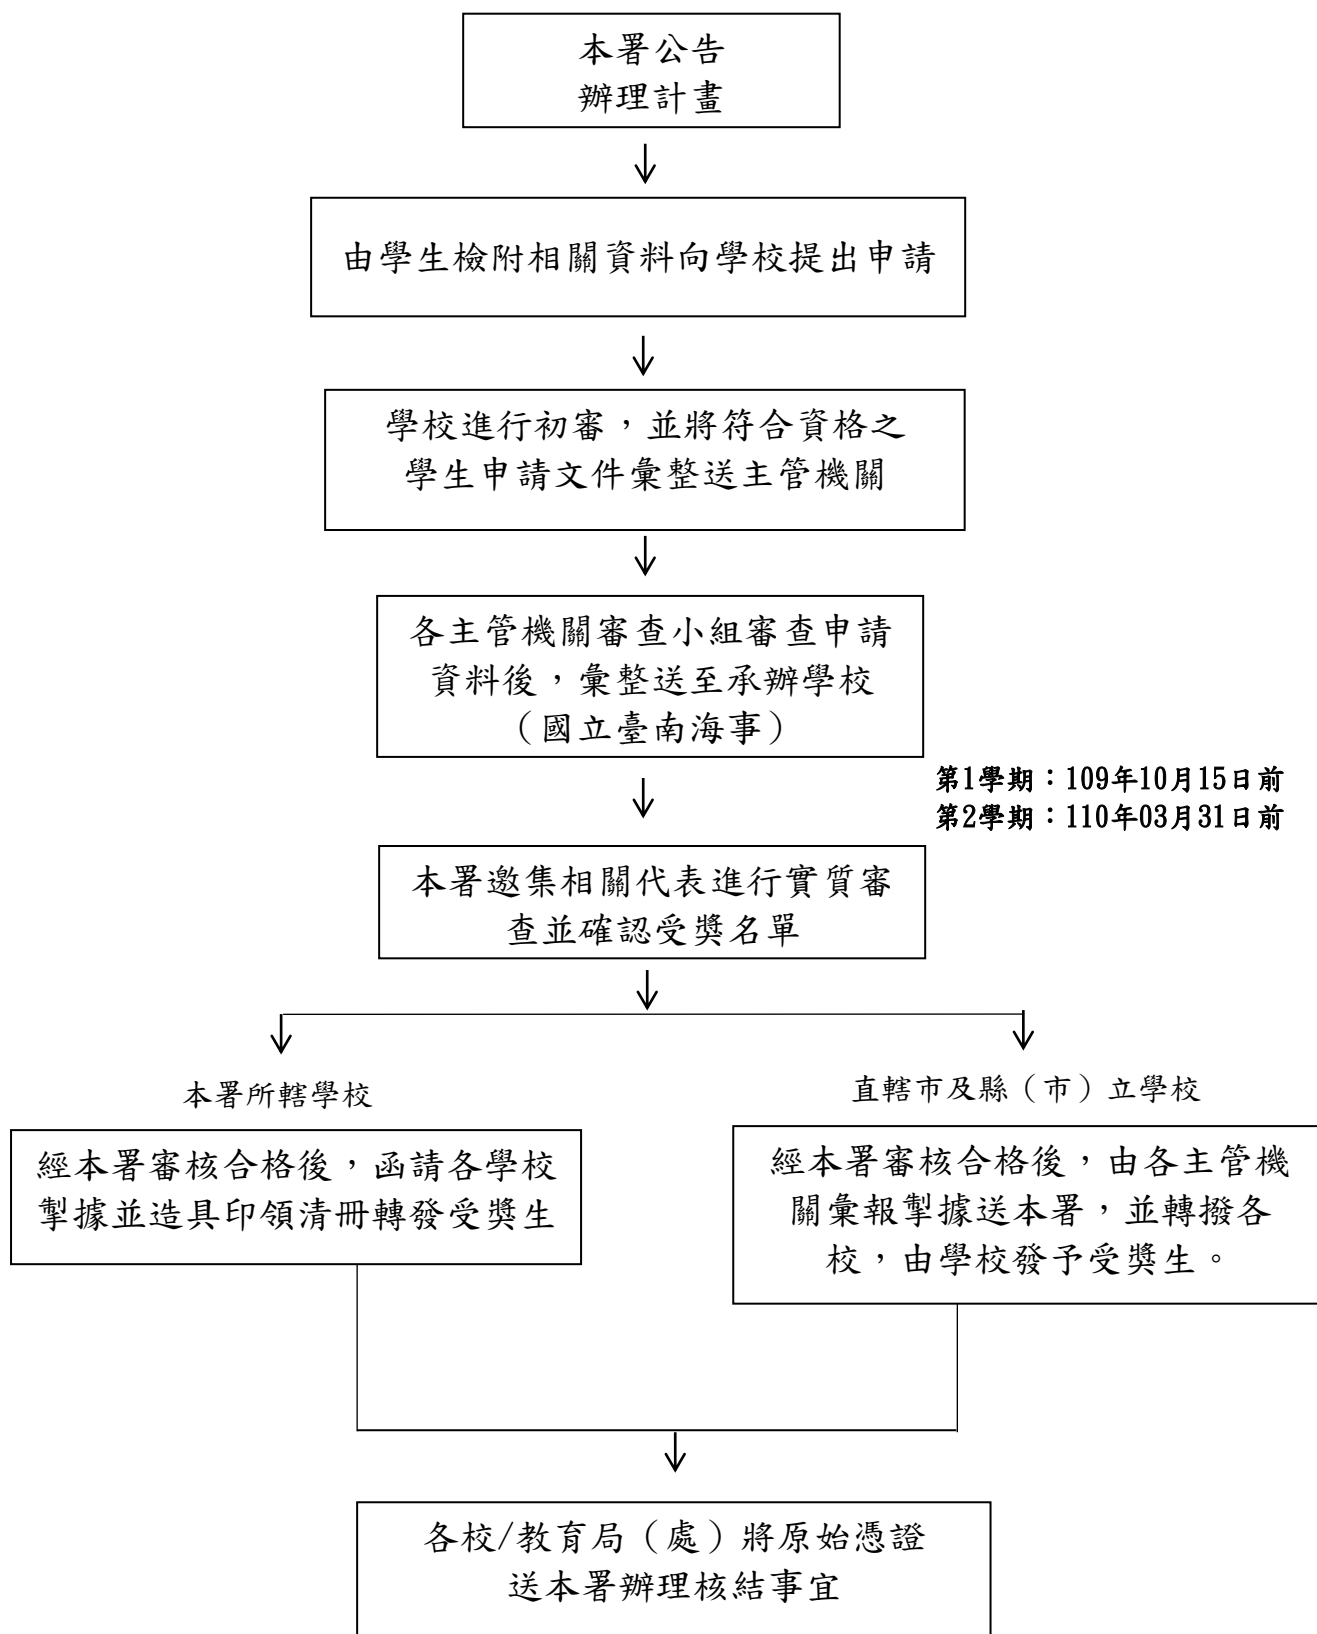 本署公告
辦理計畫
由學生檢附相關資料向學校提出申請
學校進行初審，並將符合資格之
學生申請文件彙整送主管機關
各主管機關審查小組審查申請
資料後，彙整送至承辦學校
（國立臺南海事）
第1學期：109年10月15日前
第2學期：110年03月31日前
本署邀集相關代表進行實質審
查並確認受獎名單
本署所轄學校
經本署審核合格後，函請各學校
掣據並造具印領清冊轉發受獎生
直轄市及縣（市）立學校
經本署審核合格後，由各主管機
關彙報掣據送本署，並轉撥各
校，由學校發予受獎生。
各校/教育局（處）將原始憑證
送本署辦理核結事宜